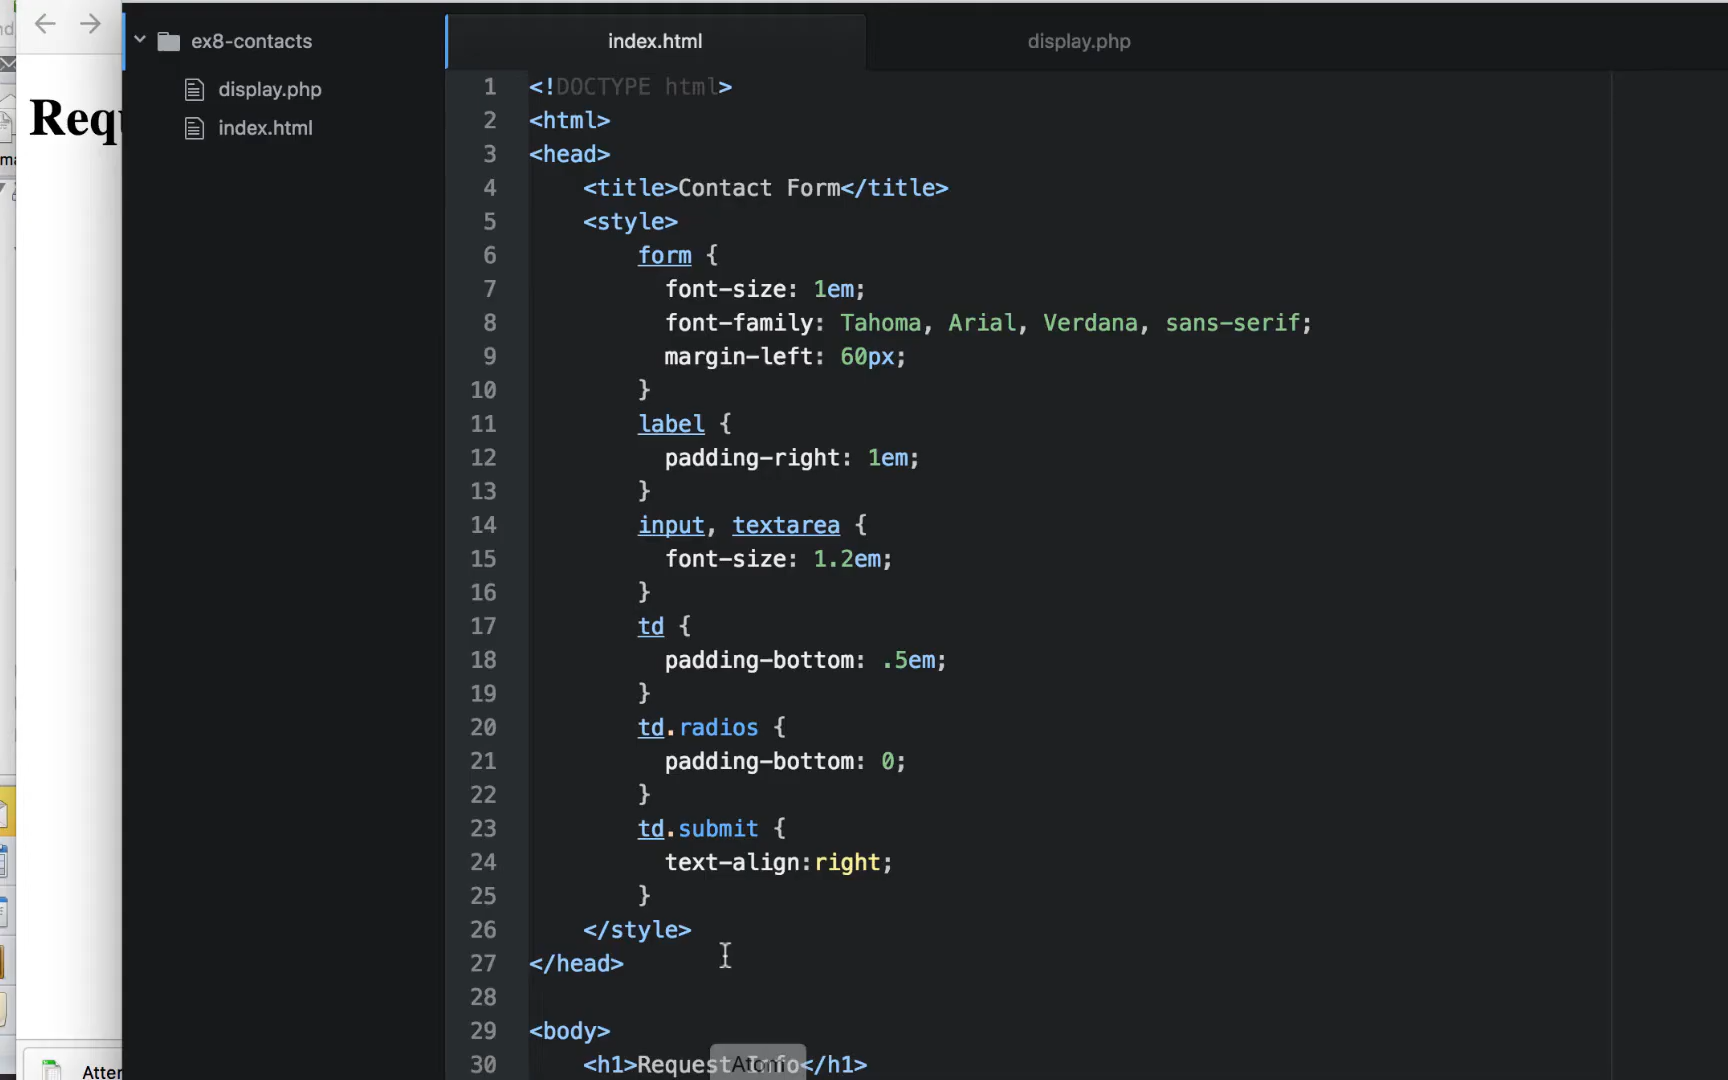 ex8-contacts
display.php
index.html
index.html
display.php
1 <!DOCTYPE html>
2 <html>
3 <head>
4 <title>Contact Form</title>
5 <style>
6 form {
7 font-size: 1em;
8 font-family: Tahoma, Arial, Verdana, sans-serif;
9 margin-left: 60px;
10 }
11 label {
12 padding-right: 1em;
13 }
14 input, textarea {
15 font-size: 1.2em;
16 }
17 td {
18 padding-bottom: .5em;
19 }
20 td.radios {
21 padding-bottom: 0;
22 }
23 td.submit {
24 text-align:right;
25 }
26 </style>
27 </head>
28
29 <body>
30 <h1>Request Info</h1>
Atom
Req
Atter